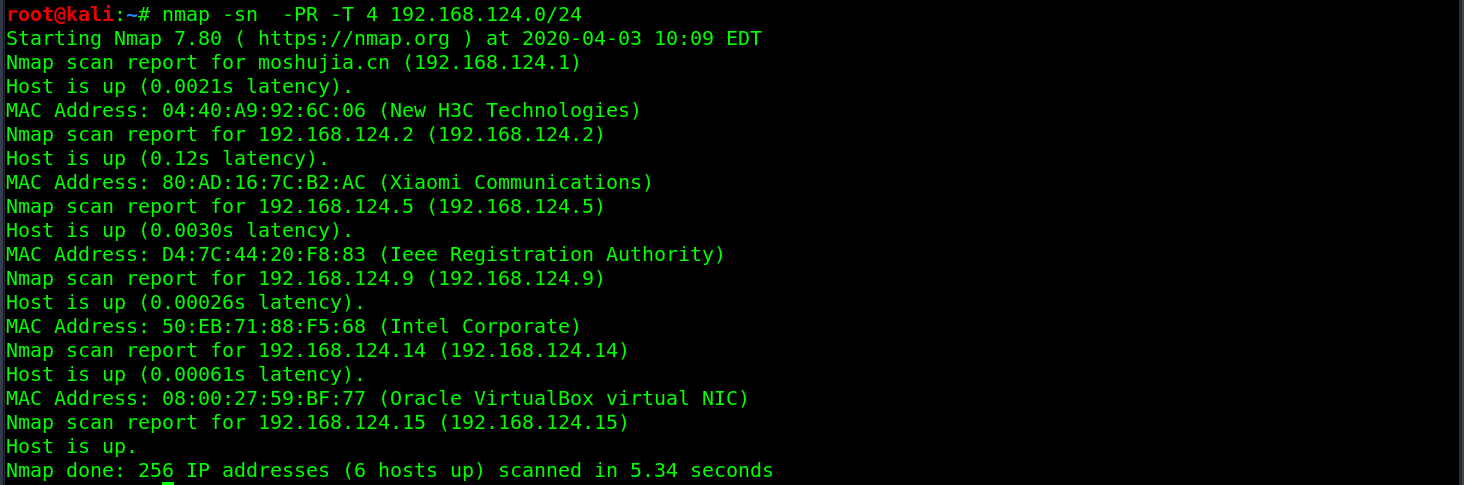 root@kali:~# nmap -sn  -PR -T 4 192.168.124.0/24
Starting Nmap 7.80 ( https://nmap.org ) at 2020-04-03 10:09 EDT
Nmap scan report for moshujia.cn (192.168.124.1)
Host is up (0.0021s latency).
MAC Address: 04:40:A9:92:6C:06 (New H3C Technologies)
Nmap scan report for 192.168.124.2 (192.168.124.2)
Host is up (0.12s latency).
MAC Address: 80:AD:16:7C:B2:AC (Xiaomi Communications)
Nmap scan report for 192.168.124.5 (192.168.124.5)
Host is up (0.0030s latency).
MAC Address: D4:7C:44:20:F8:83 (Ieee Registration Authority)
Nmap scan report for 192.168.124.9 (192.168.124.9)
Host is up (0.00026s latency).
MAC Address: 50:EB:71:88:F5:68 (Intel Corporate)
Nmap scan report for 192.168.124.14 (192.168.124.14)
Host is up (0.00061s latency).
MAC Address: 08:00:27:59:BF:77 (Oracle VirtualBox virtual NIC)
Nmap scan report for 192.168.124.15 (192.168.124.15)
Host is up.
Nmap done: 256 IP addresses (6 hosts up) scanned in 5.34 seconds